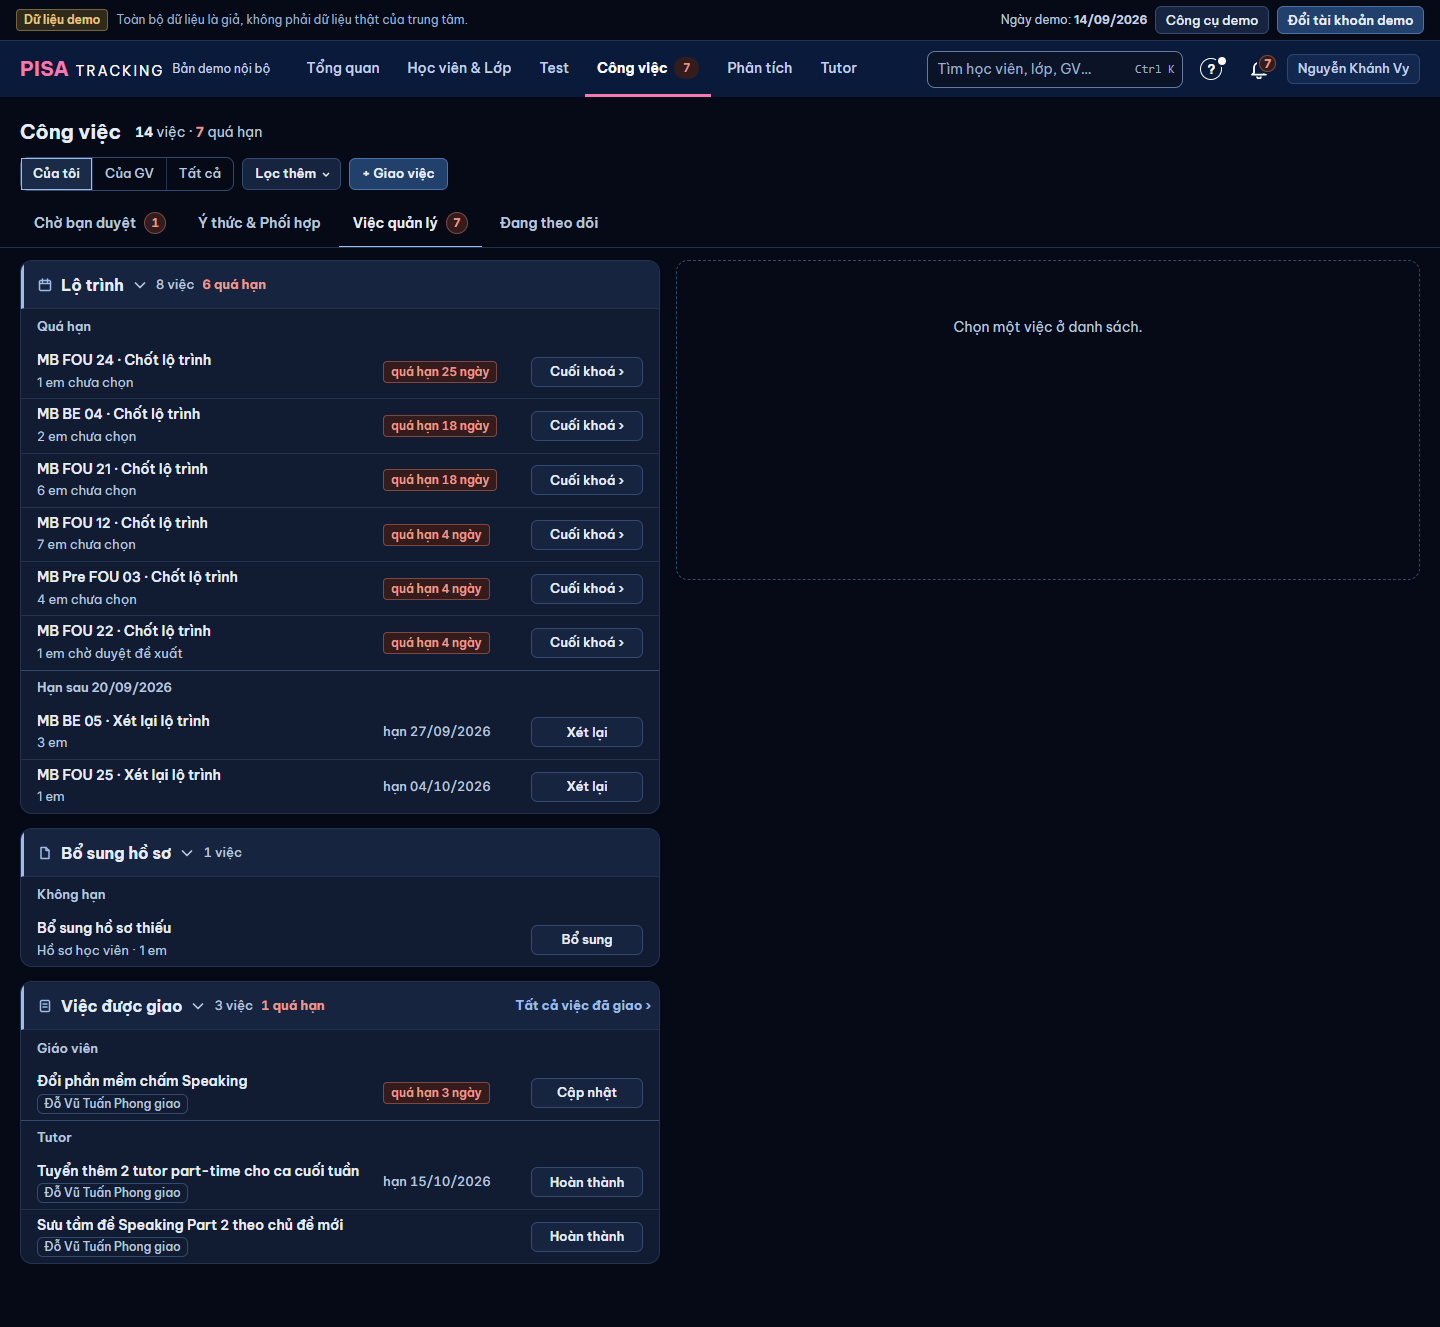 Dữ liệu demo Toàn bộ dữ liệu là giả, không phải dữ liệu thật của trung tâm. Ngày demo: 14/09/2026 Công cụ demo Đổi tài khoản demo
PISA TRACKING Bản demo nội bộ Tổng quan Học viên & Lớp Test Công việc 7 Phân tích Tutor Tìm học viên, lớp, GV... Ctrl K ? 7 Nguyễn Khánh Vy
Công việc 14 việc · 7 quá hạn
Của tôi Của GV Tất cả Lọc thêm + Giao việc
Chờ bạn duyệt 1 Ý thức & Phối hợp Việc quản lý 7 Đang theo dõi
Lộ trình 8 việc 6 quá hạn
Quá hạn
MB FOU 24 · Chốt lộ trình
1 em chưa chọn
quá hạn 25 ngày Cuối khoá ›
MB BE 04 · Chốt lộ trình
2 em chưa chọn
quá hạn 18 ngày Cuối khoá ›
MB FOU 21 · Chốt lộ trình
6 em chưa chọn
quá hạn 18 ngày Cuối khoá ›
MB FOU 12 · Chốt lộ trình
7 em chưa chọn
quá hạn 4 ngày Cuối khoá ›
MB Pre FOU 03 · Chốt lộ trình
4 em chưa chọn
quá hạn 4 ngày Cuối khoá ›
MB FOU 22 · Chốt lộ trình
1 em chờ duyệt đề xuất
quá hạn 4 ngày Cuối khoá ›
Hạn sau 20/09/2026
MB BE 05 · Xét lại lộ trình
3 em
hạn 27/09/2026 Xét lại
MB FOU 25 · Xét lại lộ trình
1 em
hạn 04/10/2026 Xét lại
Bổ sung hồ sơ 1 việc
Không hạn
Bổ sung hồ sơ thiếu
Hồ sơ học viên · 1 em
Bổ sung
Việc được giao 3 việc 1 quá hạn Tất cả việc đã giao ›
Giáo viên
Đổi phần mềm chấm Speaking
Đỗ Vũ Tuấn Phong giao
quá hạn 3 ngày Cập nhật
Tutor
Tuyển thêm 2 tutor part-time cho ca cuối tuần
Đỗ Vũ Tuấn Phong giao
hạn 15/10/2026 Hoàn thành
Sưu tầm đề Speaking Part 2 theo chủ đề mới
Đỗ Vũ Tuấn Phong giao
Hoàn thành
Chọn một việc ở danh sách.